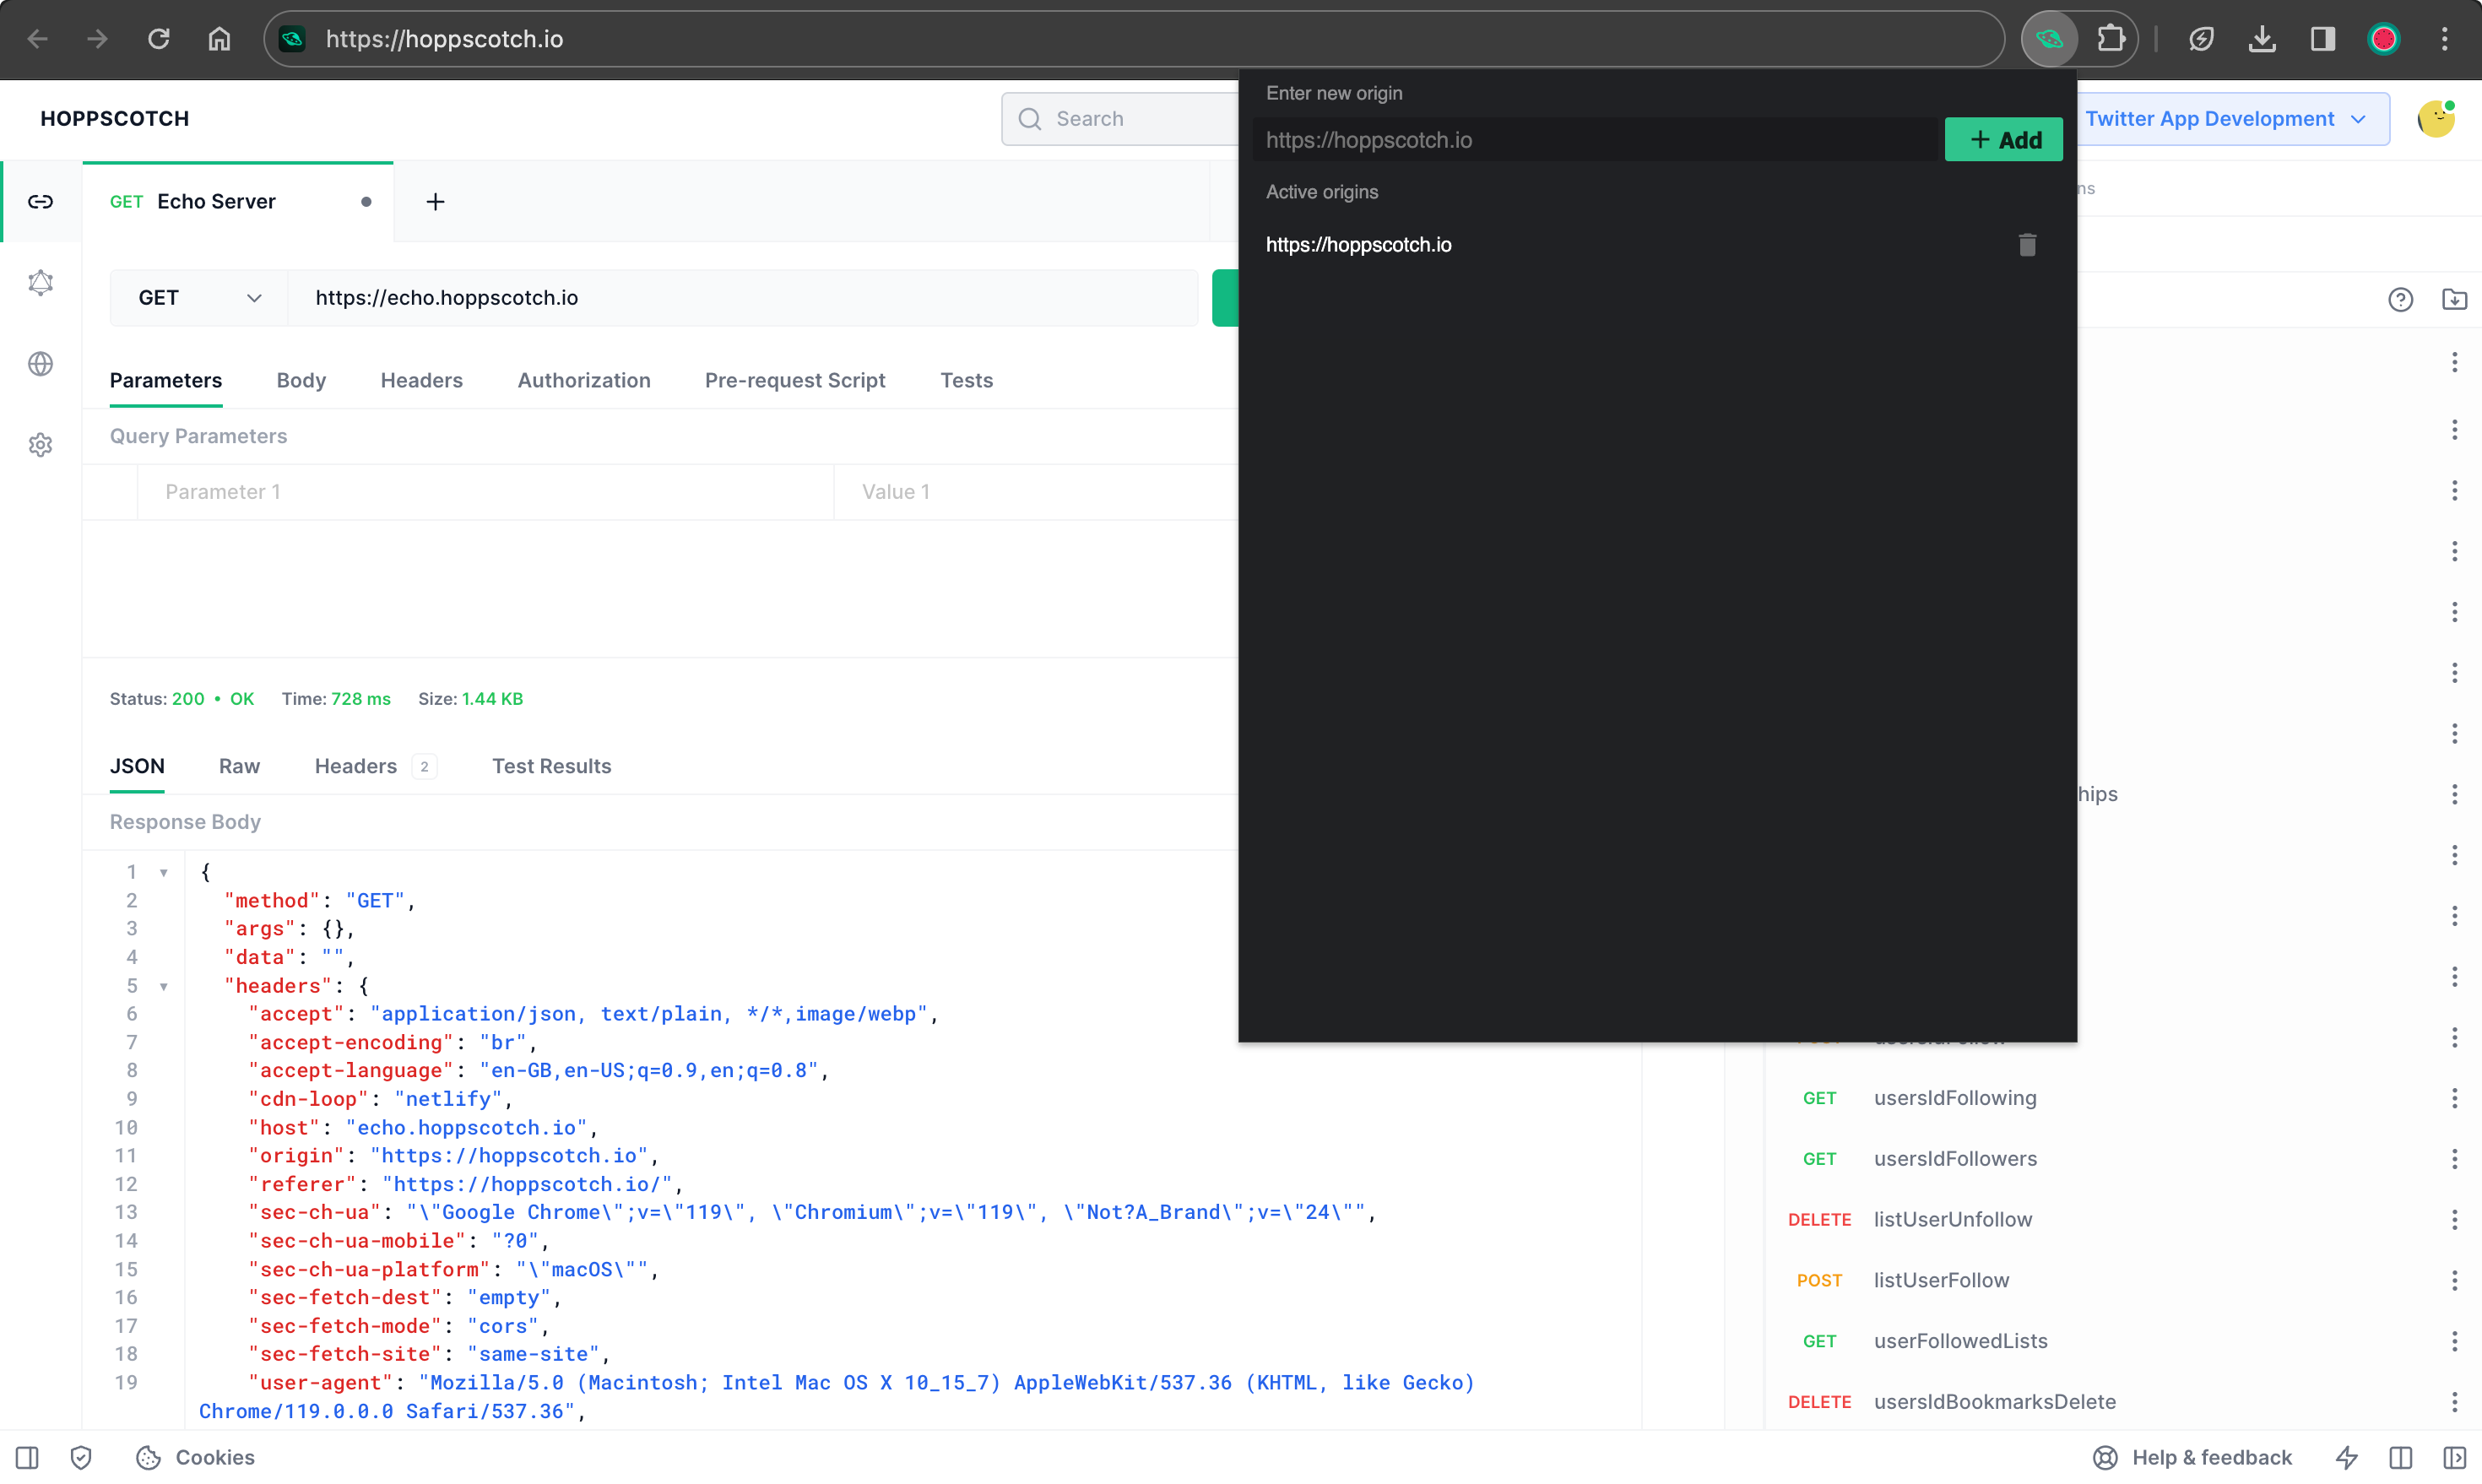 https://hoppscotch.io
HOPPSCOTCH
Search
Twitter App Development
Enter new origin
https://hoppscotch.io
Add
Active origins
https://hoppscotch.io
GET Echo Server
GET
https://echo.hoppscotch.io
Parameters Body Headers Authorization Pre-request Script Tests
Query Parameters
Parameter 1 Value 1
Status: 200 • OK Time: 728 ms Size: 1.44 KB
JSON Raw Headers 2 Test Results
hips
Response Body
1 {
2 "method": "GET",
3 "args": {},
4 "data": "",
5 "headers": {
6 "accept": "application/json, text/plain, */*,image/webp",
7 "accept-encoding": "br",
8 "accept-language": "en-GB,en-US;q=0.9,en;q=0.8",
9 "cdn-loop": "netlify",
10 "host": "echo.hoppscotch.io",
11 "origin": "https://hoppscotch.io",
12 "referer": "https://hoppscotch.io/",
13 "sec-ch-ua": "\"Google Chrome\";v=\"119\", \"Chromium\";v=\"119\", \"Not?A_Brand\";v=\"24\"",
14 "sec-ch-ua-mobile": "?0",
15 "sec-ch-ua-platform": "\"macOS\"",
16 "sec-fetch-dest": "empty",
17 "sec-fetch-mode": "cors",
18 "sec-fetch-site": "same-site",
19 "user-agent": "Mozilla/5.0 (Macintosh; Intel Mac OS X 10_15_7) AppleWebKit/537.36 (KHTML, like Gecko)
Chrome/119.0.0.0 Safari/537.36",
GET usersIdFollowing
GET usersIdFollowers
DELETE listUserUnfollow
POST listUserFollow
GET userFollowedLists
DELETE usersIdBookmarksDelete
Cookies
Help & feedback